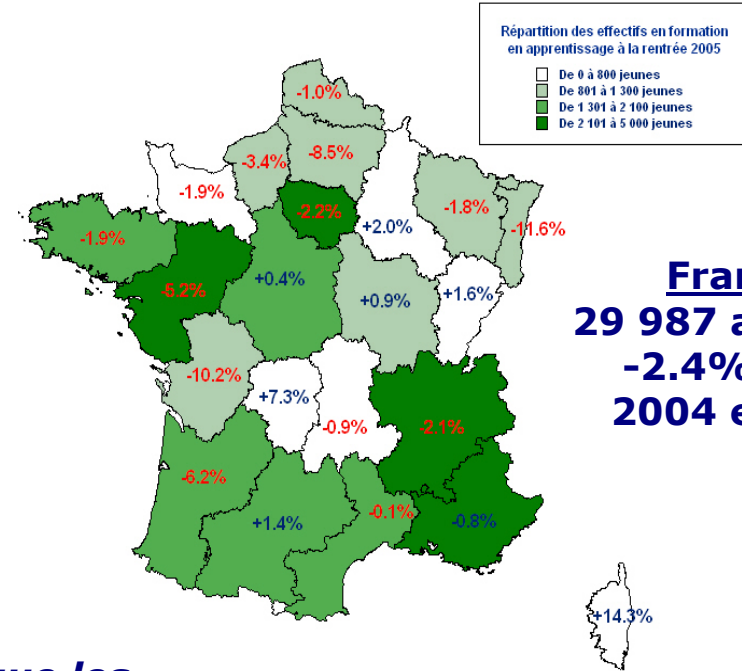 Répartition des effectifs en formation
en apprentissage à la rentrée 2005
De 0 à 800 jeunes
De 801 à 1 300 jeunes
De 1 301 à 2 100 jeunes
De 2 101 à 5 000 jeunes
-1.0%
-8.5%
-3.4%
-1.9%
-2.2%
+2.0%
-1.8%
-11.6%
-1.9%
-6.2%
+0.4%
+0.9%
+1.6%
Fran
29 987 a
-2.4%
2004 e
-10.2%
+7.3%
-0.9%
-2.1%
-6.2%
+1.4%
-0.1%
-0.8%
+14.3%